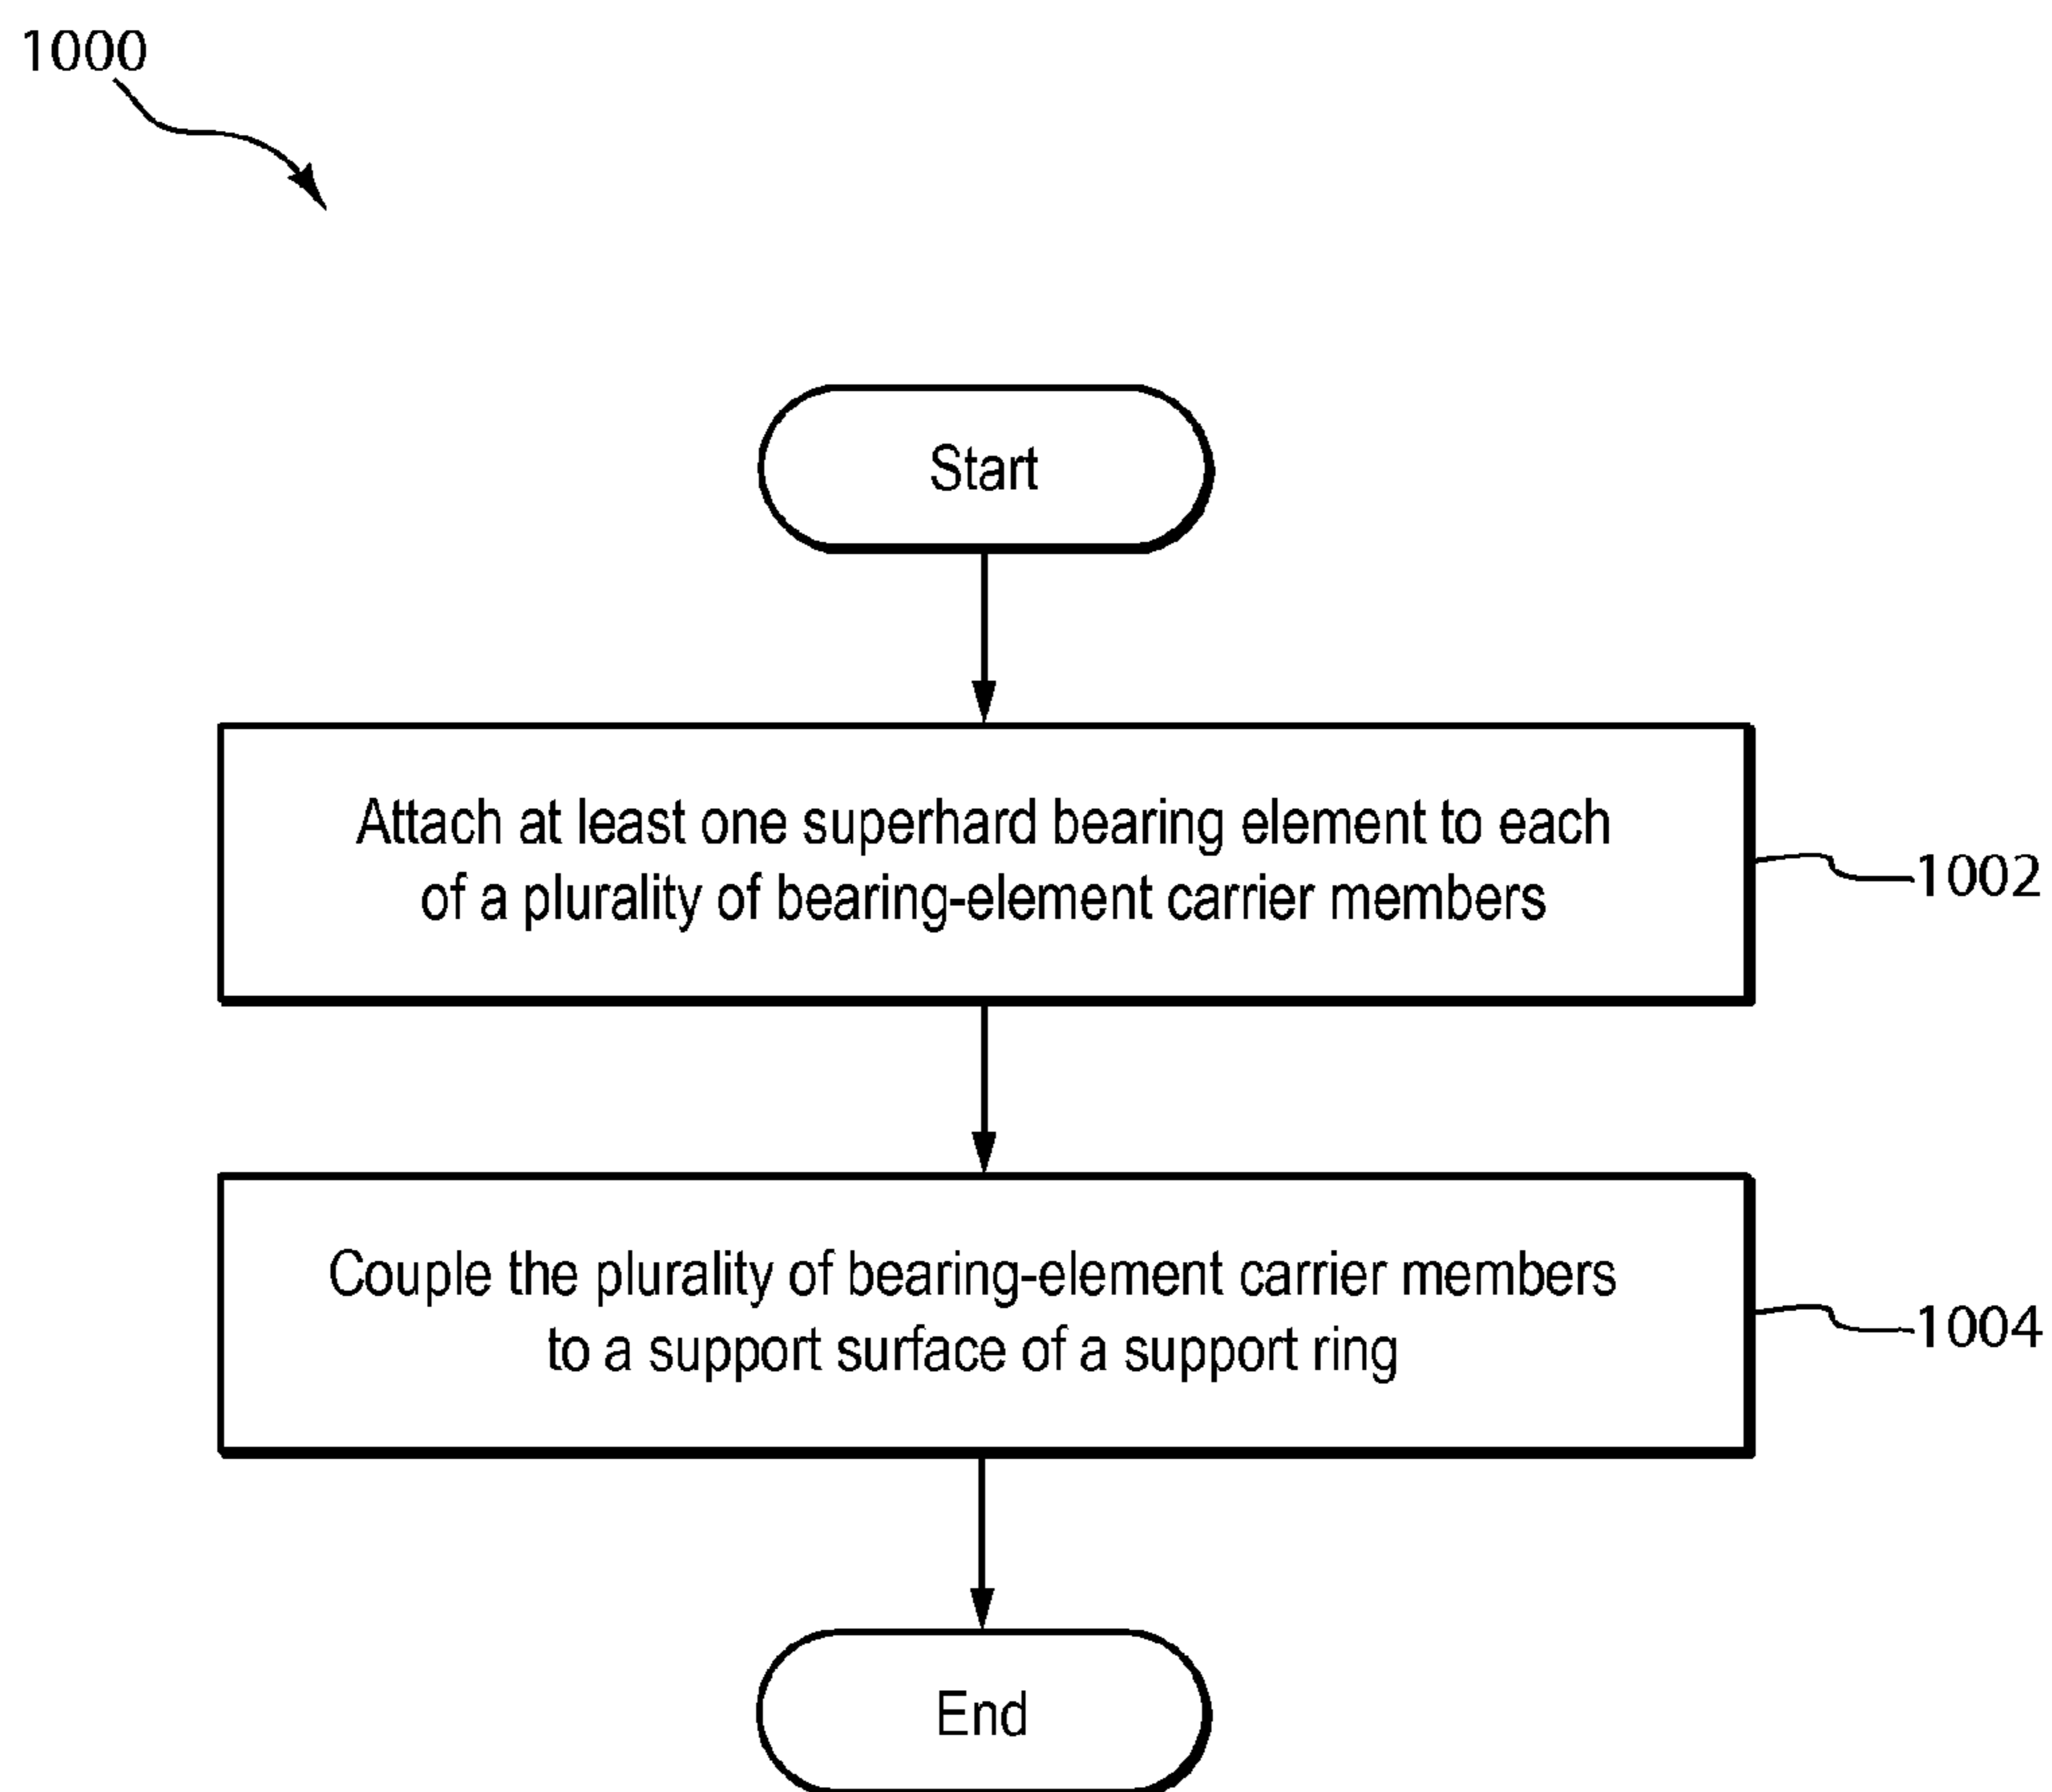 1000
Start
Attach at least one superhard bearing element to each
of a plurality of bearing-element carrier members
1002
Couple the plurality of bearing-element carrier members
to a support surface of a support ring
1004
End